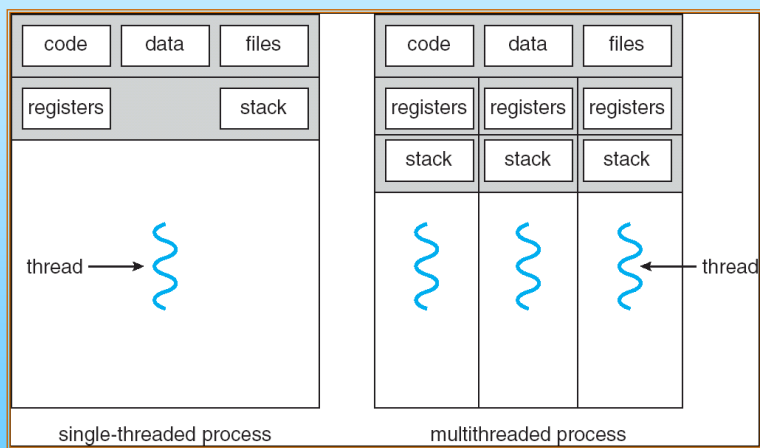 code data files
registers stack
thread
single-threaded process
code data files
registers registers registers
stack stack stack
thread
multithreaded process